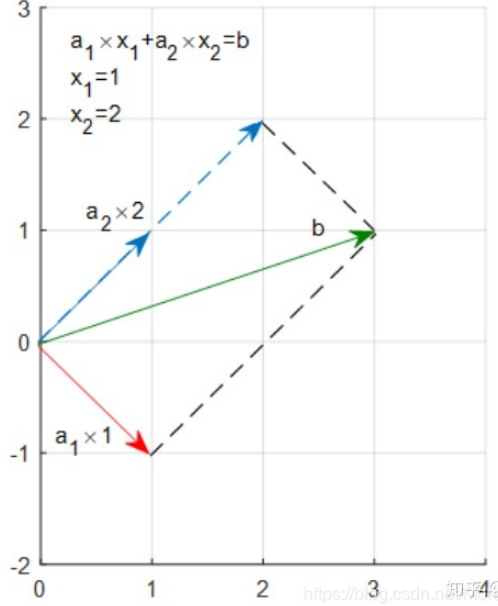 3
a₁×x₁+a₂×x₂=b
x₁=1
x₂=2
2
a₂×2
1
b
0
a₁×1
-1
-2
0 1 2 3 4
https://blog.csdn.net
知乎